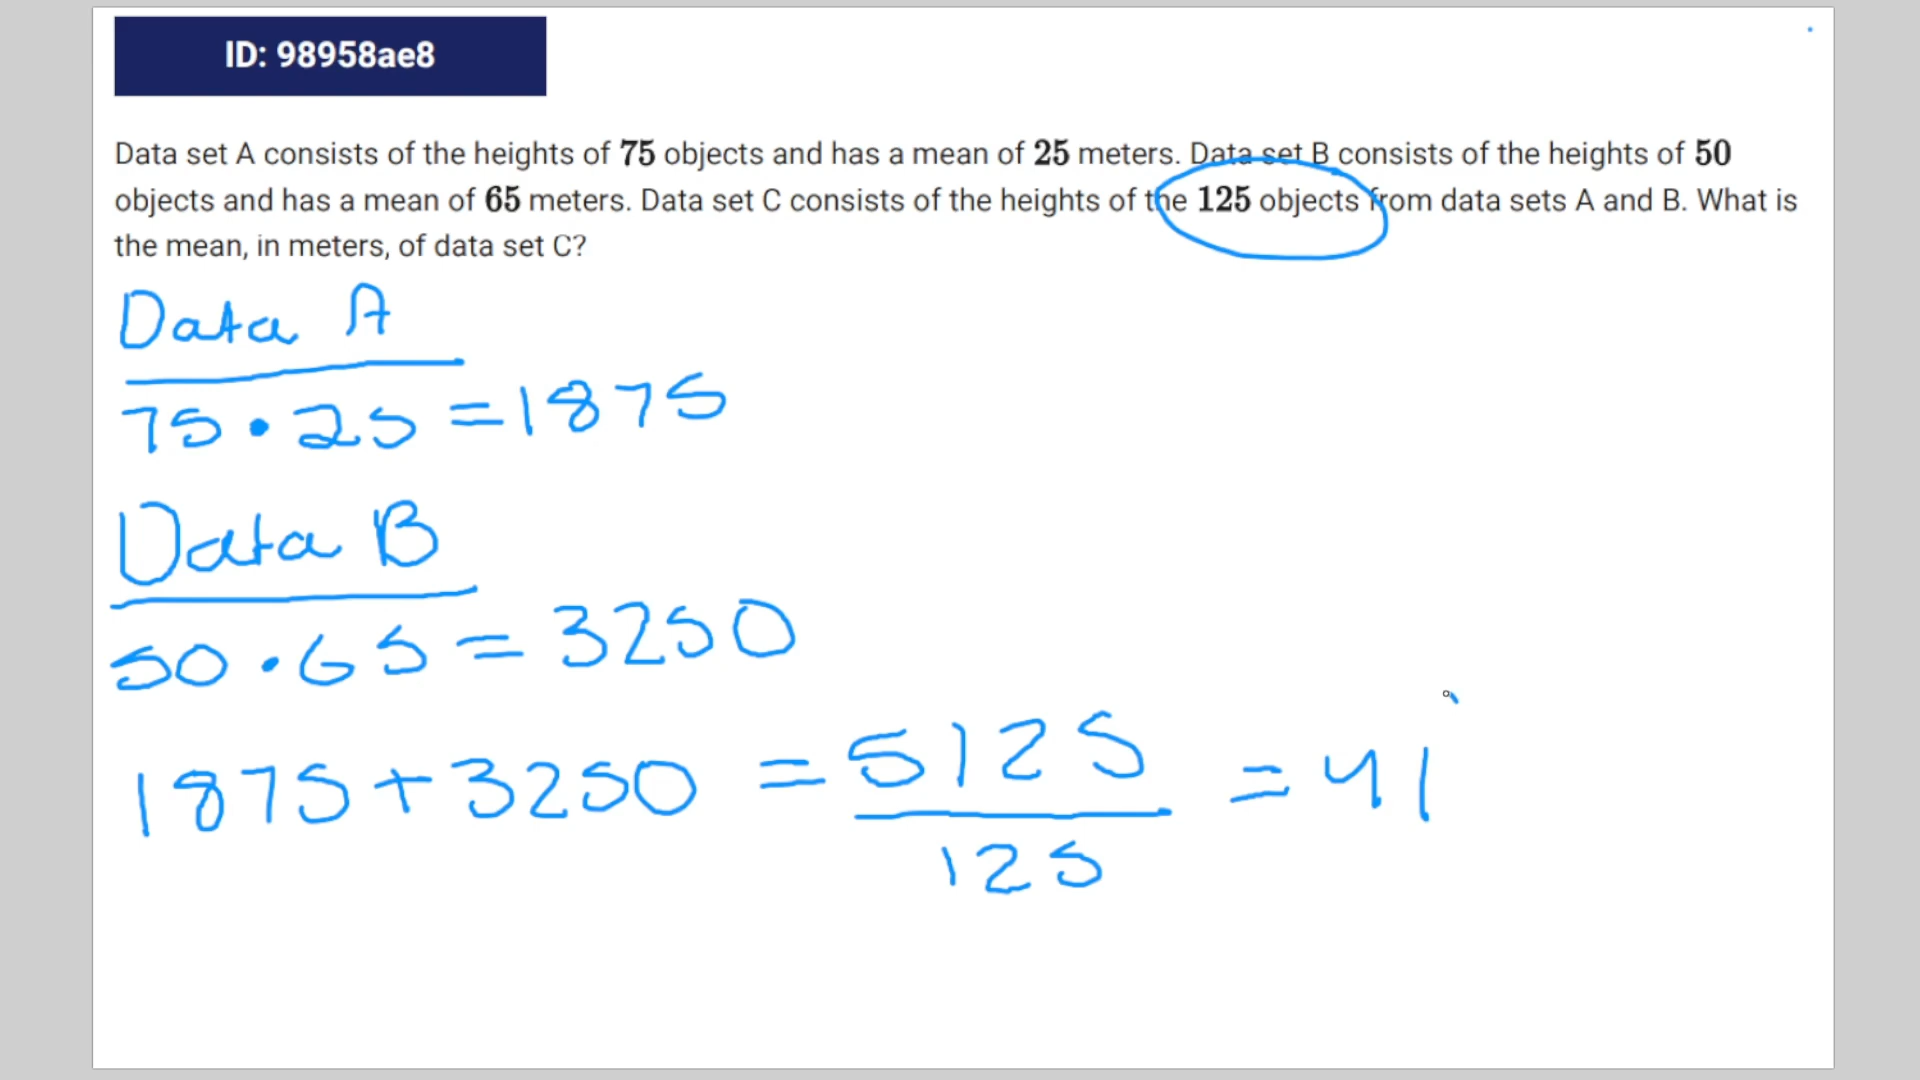 ID: 98958ae8
Data set A consists of the heights of 75 objects and has a mean of 25 meters. Data set B consists of the heights of 50
objects and has a mean of 65 meters. Data set C consists of the heights of the 125 objects from data sets A and B. What is
the mean, in meters, of data set C?
Data A
75 • 25 = 1875
Data B
50 • 65 = 3250
1875 + 3250 = 5125 = 41
125